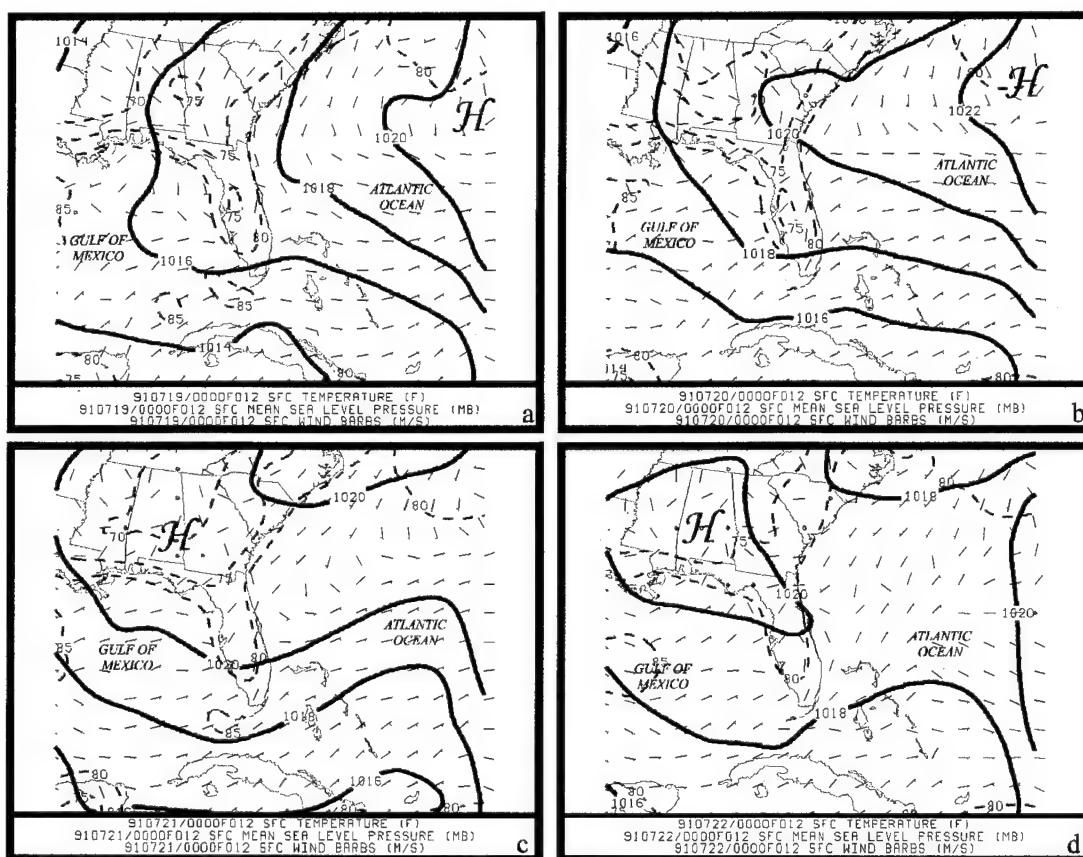 1014
80
H
70
75
1020
75
1018
ATLANTIC
OCEAN
85
75
GULF OF
MEXICO
80
1016
85
85
1014
80
75
80
910719/0000F012 SFC TEMPERATURE (F)
910719/0000F012 SFC MEAN SEA LEVEL PRESSURE (MB)
910719/0000F012 SFC WIND BARBS (M/S)
a
1016
80
H
70
1022
1020
75
ATLANTIC
OCEAN
85
75
GULF OF
MEXICO
80
1018
1016
80
75
80
910720/0000F012 SFC TEMPERATURE (F)
910720/0000F012 SFC MEAN SEA LEVEL PRESSURE (MB)
910720/0000F012 SFC WIND BARBS (M/S)
b
1020
80
H
70
75
ATLANTIC
OCEAN
85
GULF OF
MEXICO
1020
80
1018
85
80
1016
80
910721/0000F012 SFC TEMPERATURE (F)
910721/0000F012 SFC MEAN SEA LEVEL PRESSURE (MB)
910721/0000F012 SFC WIND BARBS (M/S)
c
80
1018
H
75
1020
1020
ATLANTIC
OCEAN
85
GULF OF
MEXICO
80
1018
80
1016
80
910722/0000F012 SFC TEMPERATURE (F)
910722/0000F012 SFC MEAN SEA LEVEL PRESSURE (MB)
910722/0000F012 SFC WIND BARBS (M/S)
d